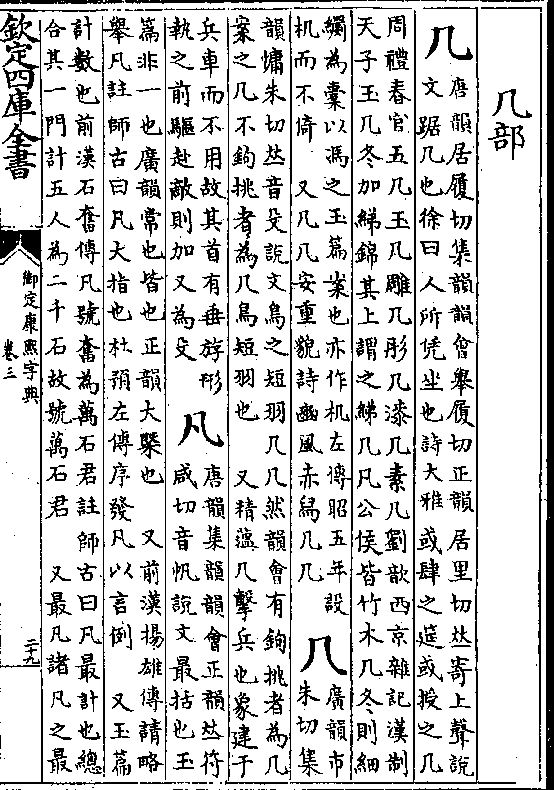 几部
几 唐韻居履切集韻韻會舉履切正韻居里切𠀤寄上聲說
文踞几也徐曰人所凭坐也詩大雅或肆之筵或授之几
周禮春官五几玉几雕几彤几漆几素几劉歆西京雜記漢制
天子玉几冬加綈錦其上謂之綈几凡公侯皆竹木几冬則細
纊為橐以馮之玉篇案也亦作机左傳昭五年設
机而不倚 又几几安重貌詩豳風赤舄几几
𠘧 廣韻市
朱切集
韻慵朱切𠀤音殳說文鳥之短羽几几然韻會有鉤挑者為几
案之几不鉤挑者為几鳥短羽也 又精薀几擊兵也象建于
兵車而不用故其首有垂斿形
執之前驅赴敵則加又為殳
凡 唐韻集韻韻會正韻𠀤符
咸切音帆說文最括也玉
篇非一也廣韻常也皆也正韻大槩也 又前漢揚雄傳請略
舉凡註師古曰凡大指也杜預左傳序發凡以言例 又玉篇
計數也前漢石奮傳凡號奮為萬石君註師古曰凡最計也總
合其一門計五人為二千石故號萬石君 又最凡諸凡之最
欽定四庫全書
御定康熙字典
卷三
二十九